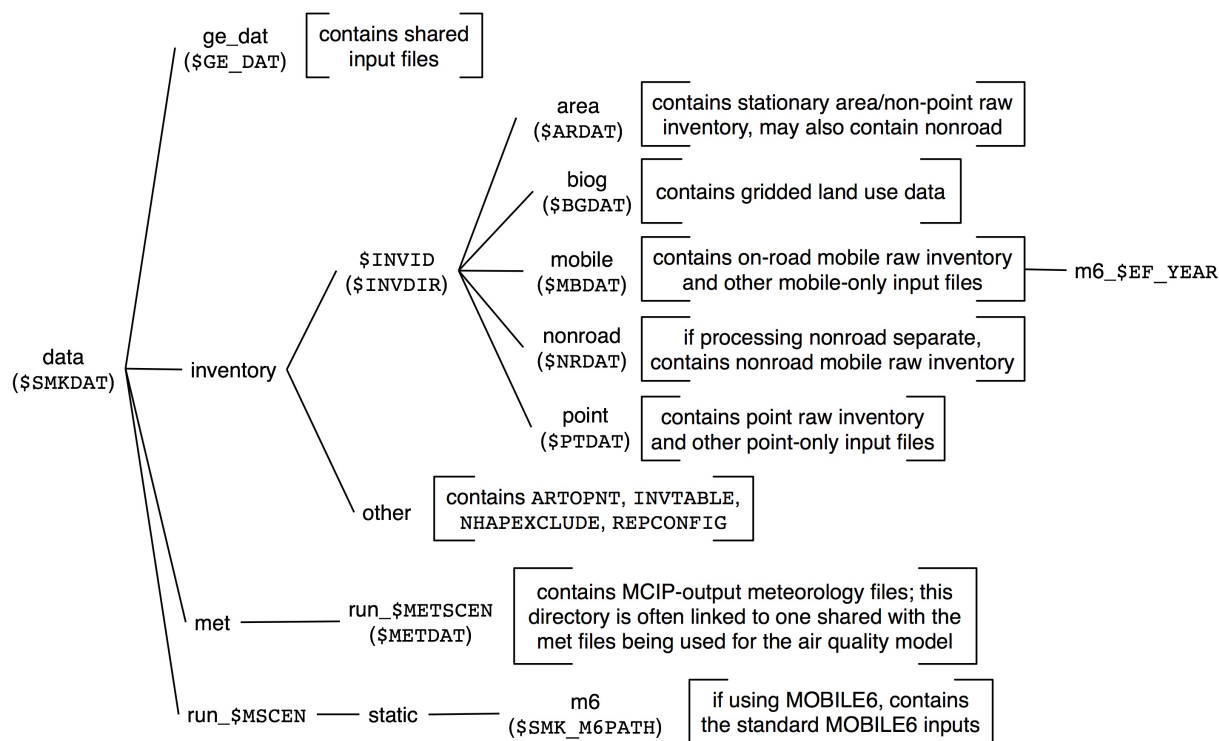 ge_dat
($GE_DAT)
contains shared
input files
area
($ARDAT)
contains stationary area/non-point raw
inventory, may also contain nonroad
biog
($BGDAT)
contains gridded land use data
$INVID
($INVDIR)
mobile
($MBDAT)
contains on-road mobile raw inventory
and other mobile-only input files
m6_$EF_YEAR
nonroad
($NRDAT)
if processing nonroad separate,
contains nonroad mobile raw inventory
data
($SMKDAT)
inventory
point
($PTDAT)
contains point raw inventory
and other point-only input files
other
contains ARTOPNT, INVTABLE,
NHAPEXCLUDE, REPCONFIG
met
run_$METSCEN
($METDAT)
contains MCIP-output meteorology files; this
directory is often linked to one shared with the
met files being used for the air quality model
run_$MSCEN
static
m6
($SMK_M6PATH)
if using MOBILE6, contains
the standard MOBILE6 inputs